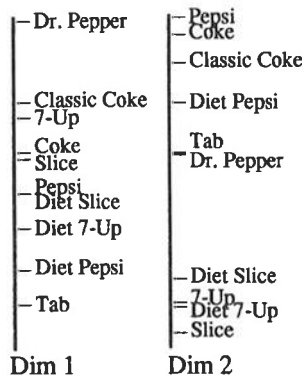 Dr. Pepper
Classic Coke
7-Up
Coke
Slice
Pepsi
Diet Slice
Diet 7-Up
Diet Pepsi
Tab
Dim 1
Pepsi
Coke
Classic Coke
Diet Pepsi
Tab
Dr. Pepper
Diet Slice
7-Up
Diet 7-Up
Slice
Dim 2